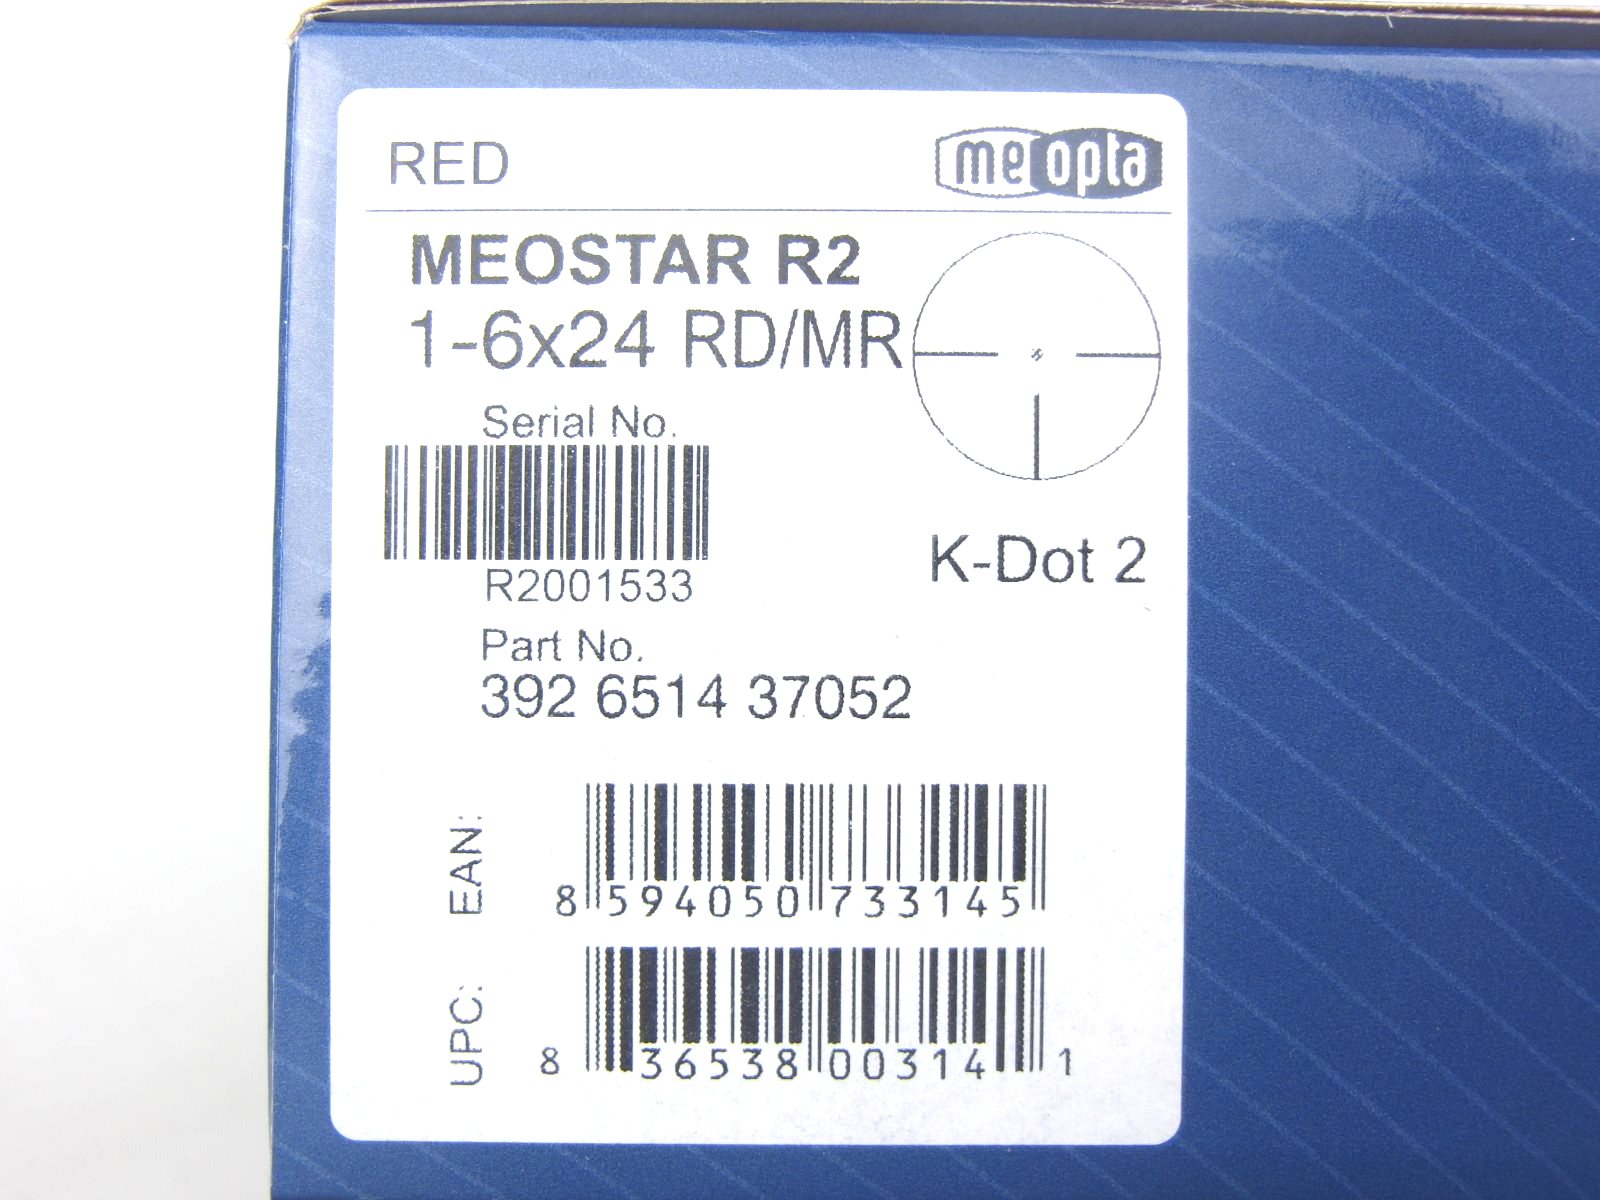 RED
meopta
MEOSTAR R2
1-6x24 RD/MR
Serial No.
R2001533
K-Dot 2
Part No.
392 6514 37052
EAN:
8 594050 733145
UPC:
8 36538 00314 1